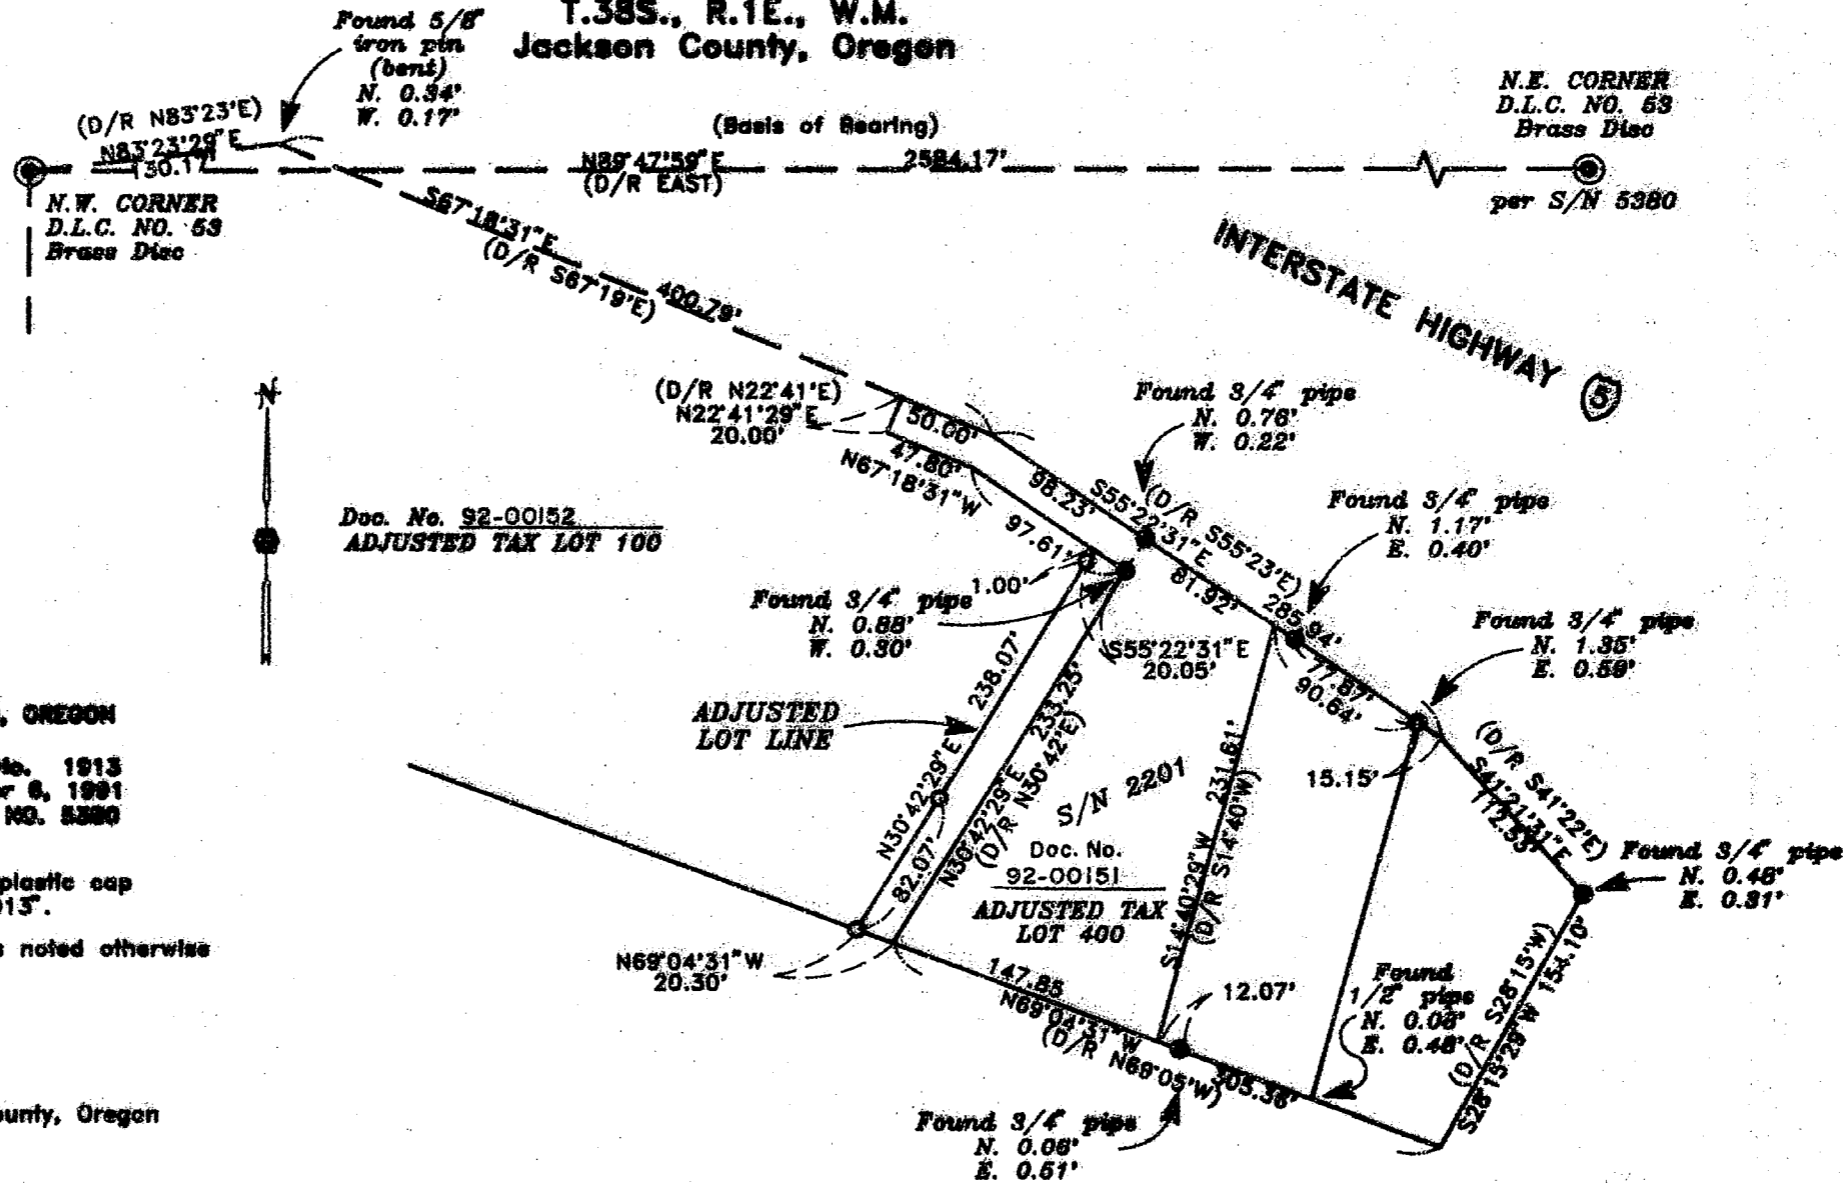 T.38S., R.1E., W.M.
Jackson County, Oregon
Found 5/8"
iron pin
(bent)
N. 0.34'
W. 0.17'
(D/R N83°23'E)
N83°23'29"E
130.17'
(Basis of Bearing)
N89°47'59"E
2584.17'
(D/R EAST)
N.E. CORNER
D.L.C. NO. 53
Brass Disc
per S/N 5380
N.W. CORNER
D.L.C. NO. 53
Brass Disc
S67°18'31"E
400.79'
(D/R S67°19'E)
INTERSTATE HIGHWAY 5
N
(D/R N22°41'E)
N22°41'29"E
20.00'
50.00'
47.80'
N67°18'31"W
98.23'
S55°22'31"E
(D/R S55°23'E)
97.61'
81.92'
285.94'
Found 3/4" pipe
N. 0.76'
W. 0.22'
Found 3/4" pipe
N. 1.17'
E. 0.40'
Doc. No. 92-00152
ADJUSTED TAX LOT 100
1.00'
Found 3/4" pipe
N. 0.88'
W. 0.30'
S55°22'31"E
20.05'
77.87'
90.64'
Found 3/4" pipe
N. 1.35'
E. 0.59'
ADJUSTED
LOT LINE
238.07'
N30°42'29"E
82.07'
233.25'
N30°42'29"E
(D/R N30°42'E)
S/N 2201
Doc. No.
92-00151
ADJUSTED TAX
LOT 400
231.61'
S14°40'29"W
(D/R S14°40'W)
15.15'
(D/R S41°22'E)
S41°21'31"E
112.53'
Found 3/4" pipe
N. 0.46'
E. 0.31'
, OREGON
No. 1913
r 6, 1991
NO. 5380
plastic cap
913".
s noted otherwise
ounty, Oregon
N69°04'31"W
20.30'
147.85
N69°04'31"W
(D/R N69°05'W)
305.36'
12.07'
Found
1/2" pipe
N. 0.06'
E. 0.48'
(D/R S28°15'W)
S28°15'29"W 154.10'
Found 3/4" pipe
N. 0.06'
E. 0.51'